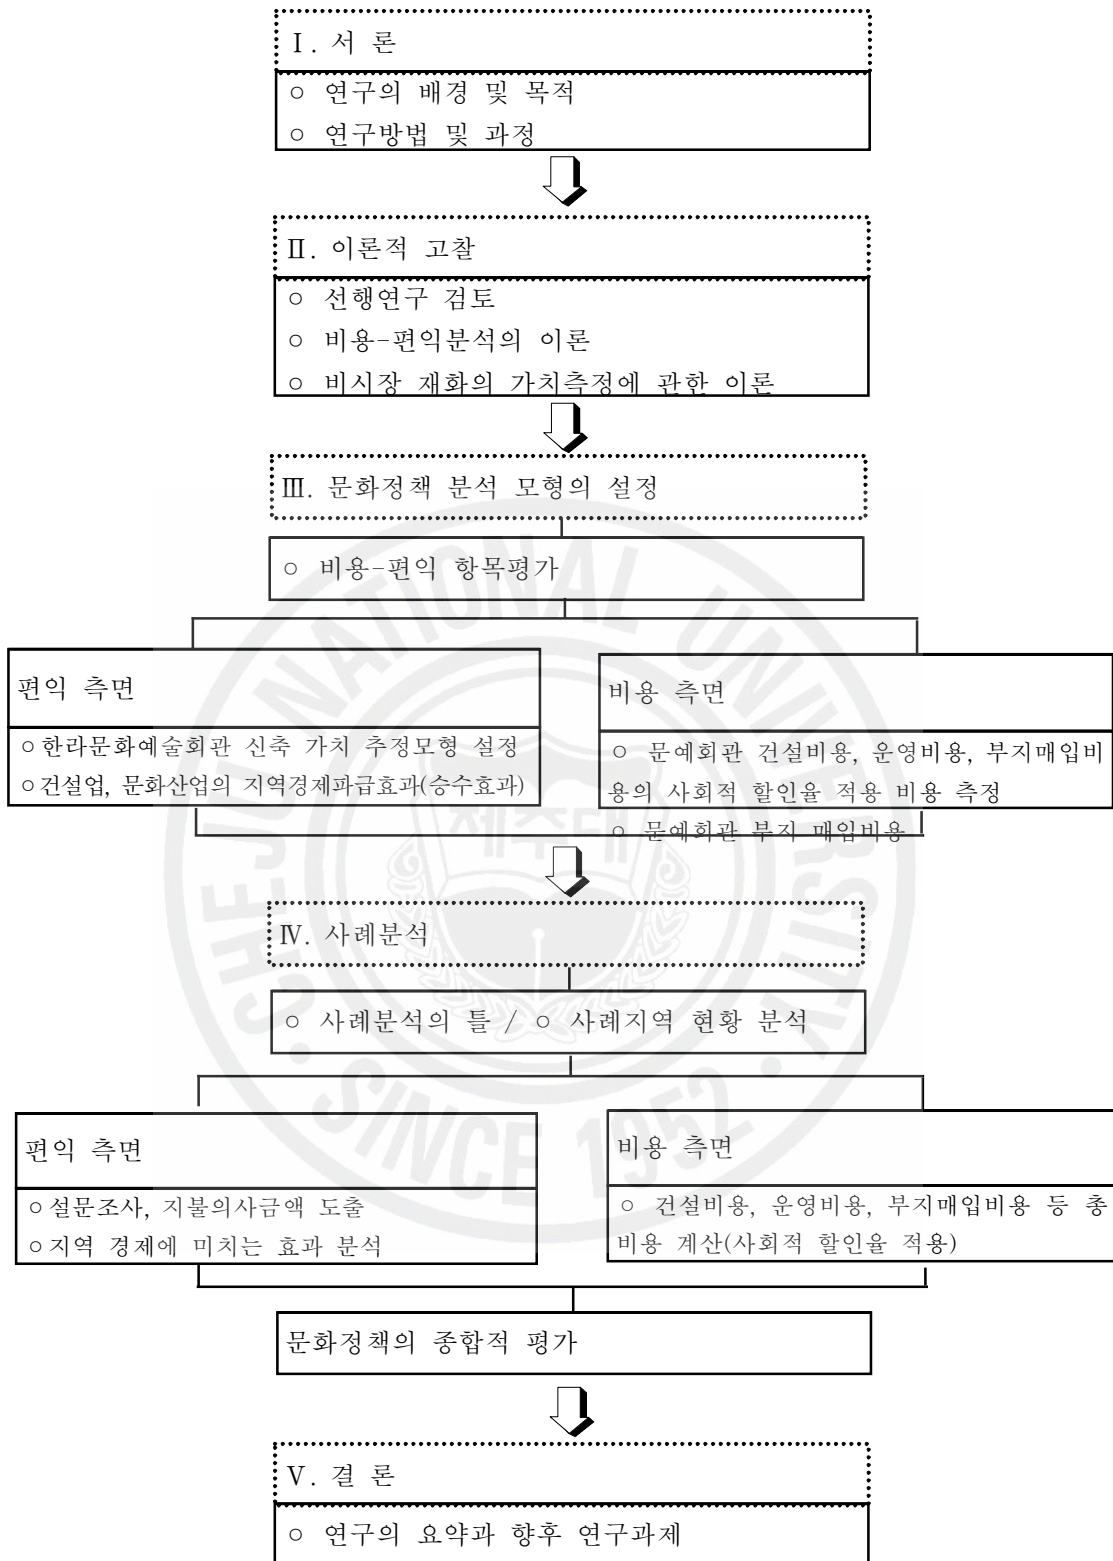 Ⅰ. 서 론
○ 연구의 배경 및 목적
○ 연구방법 및 과정
Ⅱ. 이론적 고찰
○ 선행연구 검토
○ 비용-편익분석의 이론
○ 비시장 재화의 가치측정에 관한 이론
Ⅲ. 문화정책 분석 모형의 설정
○ 비용-편익 항목평가
편익 측면
○한라문화예술회관 신축 가치 추정모형 설정
○건설업, 문화산업의 지역경제파급효과(승수효과)
비용 측면
○ 문예회관 건설비용, 운영비용, 부지매입비
용의 사회적 할인율 적용 비용 측정
○ 문예회관 부지 매입비용
Ⅳ. 사례분석
○ 사례분석의 틀 / ○ 사례지역 현황 분석
편익 측면
○설문조사, 지불의사금액 도출
○지역 경제에 미치는 효과 분석
비용 측면
○ 건설비용, 운영비용, 부지매입비용 등 총
비용 계산(사회적 할인율 적용)
문화정책의 종합적 평가
Ⅴ. 결 론
○ 연구의 요약과 향후 연구과제
CHEJU NATIONAL UNIVERSITY
제주대
· SINCE 1952 ·